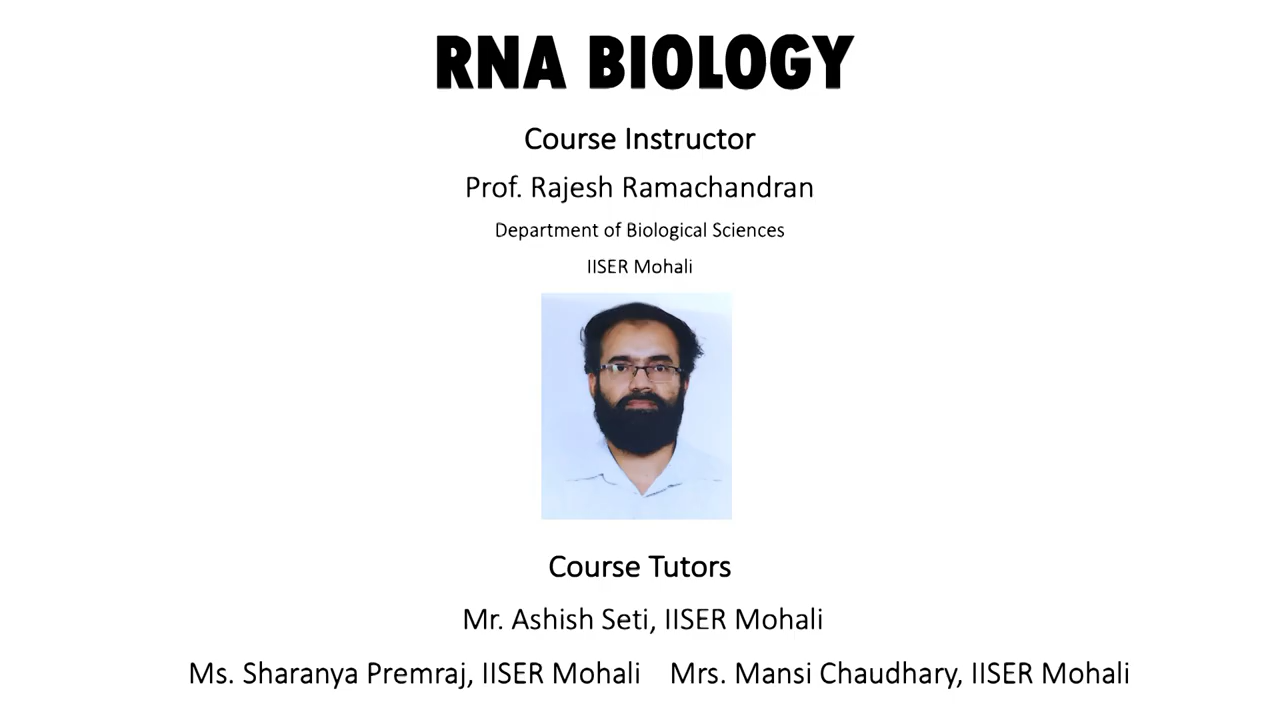 RNA BIOLOGY
Course Instructor
Prof. Rajesh Ramachandran
Department of Biological Sciences
IISER Mohali
Course Tutors
Mr. Ashish Seti, IISER Mohali
Ms. Sharanya Premraj, IISER Mohali Mrs. Mansi Chaudhary, IISER Mohali